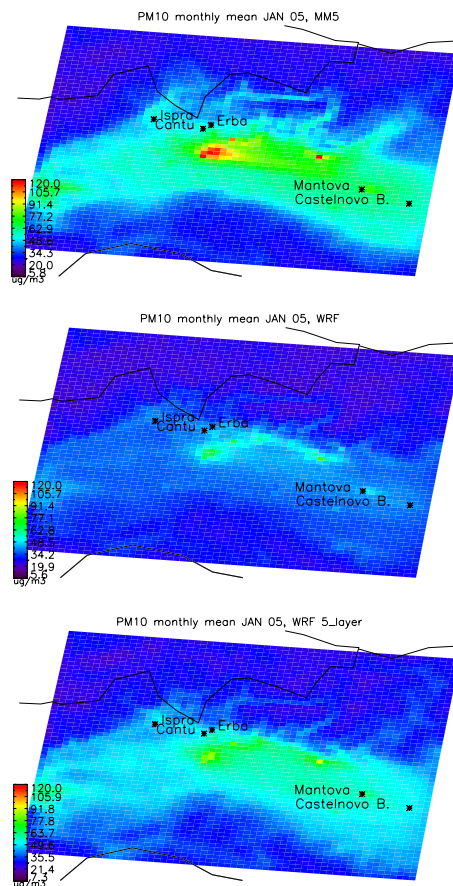 PM10 monthly mean JAN 05, MM5
Ispra
Cantu
Erba
Mantova
Castelnovo B.
120.0
105.7
91.4
77.2
62.9
48.6
34.3
20.0
5.8
ug/m3
PM10 monthly mean JAN 05, WRF
Ispra
Cantu
Erba
Mantova
Castelnovo B.
120.0
105.7
91.4
77.1
62.8
48.5
34.2
19.9
5.6
ug/m3
PM10 monthly mean JAN 05, WRF 5_layer
Ispra
Cantu
Erba
Mantova
Castelnovo B.
120.0
105.9
91.8
77.8
63.7
49.6
35.5
21.4
7.3
ug/m3